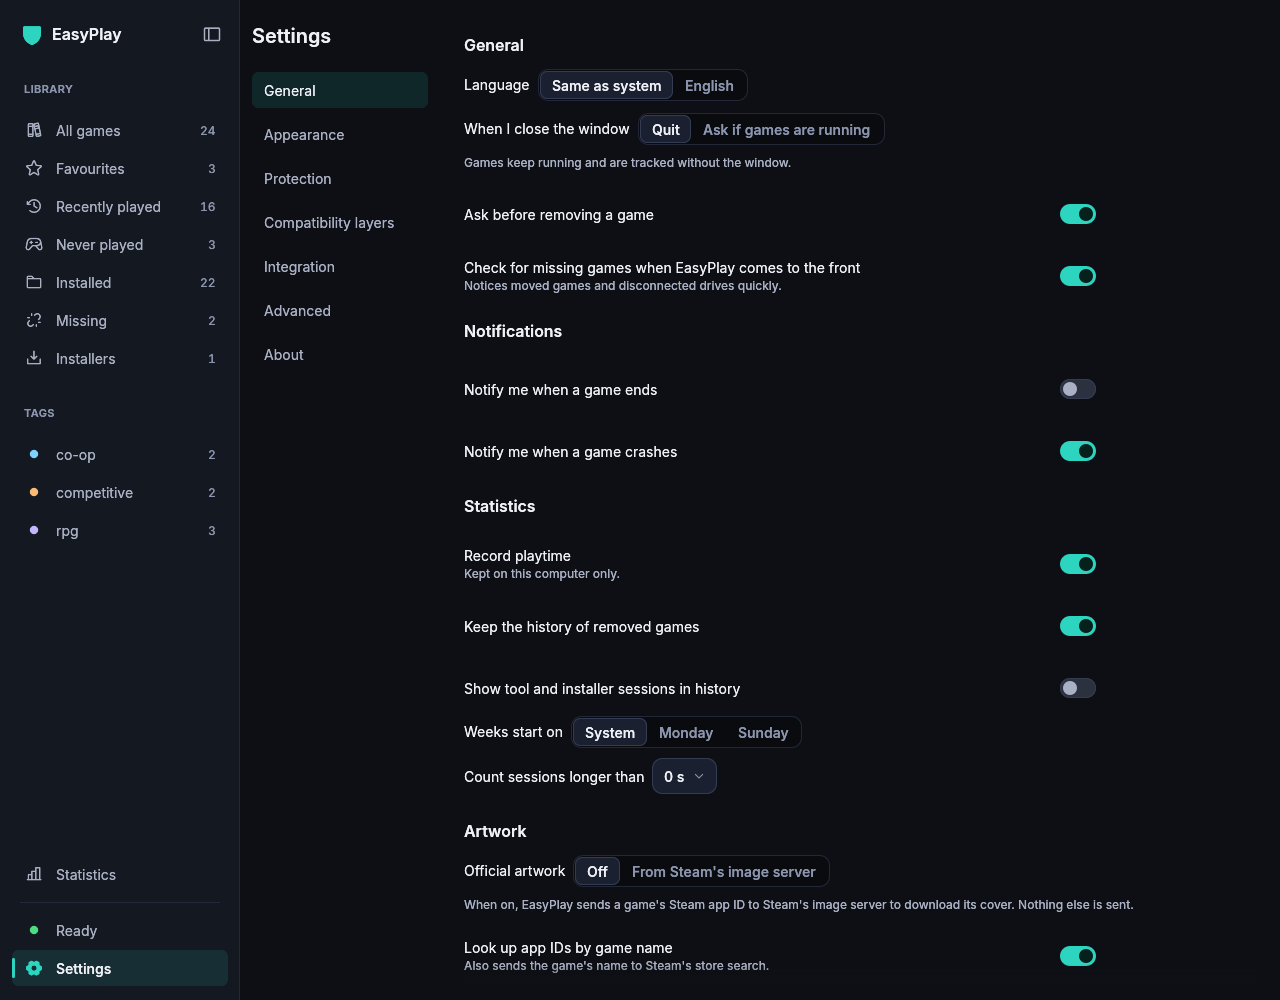 EasyPlay
LIBRARY
All games 24
Favourites 3
Recently played 16
Never played 3
Installed 22
Missing 2
Installers 1
TAGS
co-op 2
competitive 2
rpg 3
Statistics
Ready
Settings
Settings
General
Appearance
Protection
Compatibility layers
Integration
Advanced
About
General
Language Same as system English
When I close the window Quit Ask if games are running
Games keep running and are tracked without the window.
Ask before removing a game
Check for missing games when EasyPlay comes to the front
Notices moved games and disconnected drives quickly.
Notifications
Notify me when a game ends
Notify me when a game crashes
Statistics
Record playtime
Kept on this computer only.
Keep the history of removed games
Show tool and installer sessions in history
Weeks start on System Monday Sunday
Count sessions longer than 0 s
Artwork
Official artwork Off From Steam's image server
When on, EasyPlay sends a game's Steam app ID to Steam's image server to download its cover. Nothing else is sent.
Look up app IDs by game name
Also sends the game's name to Steam's store search.